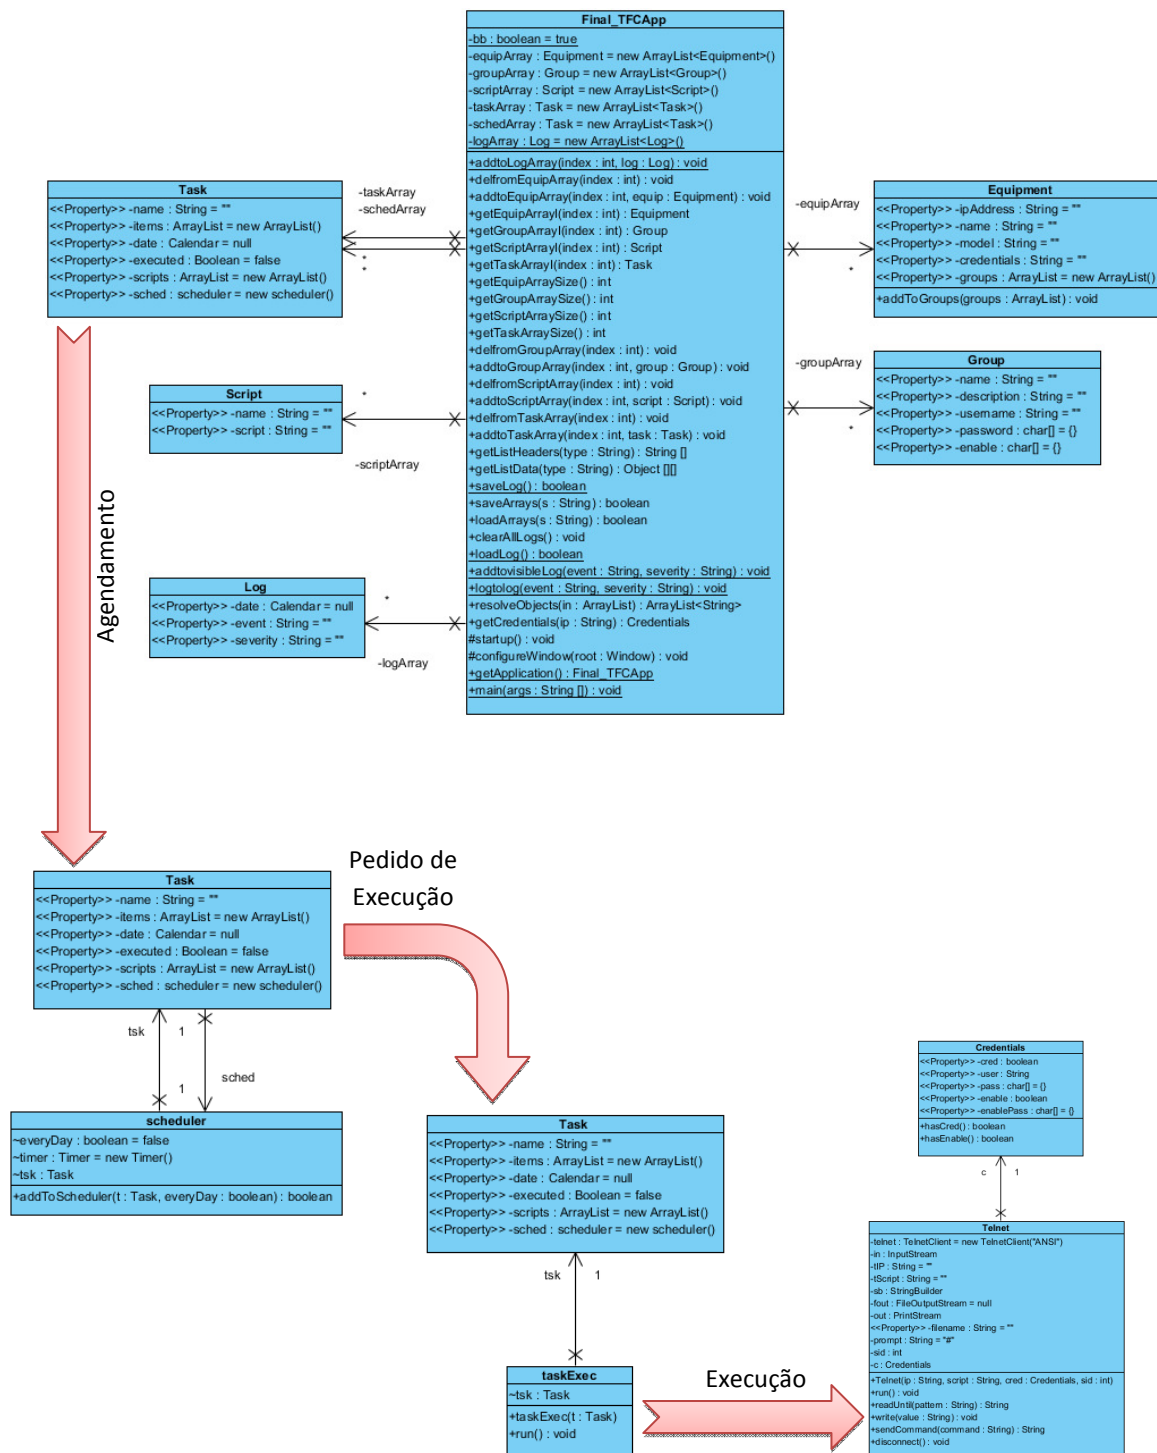 Final_TFCApp
-bb : boolean = true
-equipArray : Equipment = new ArrayList<Equipment>()
-groupArray : Group = new ArrayList<Group>()
-scriptArray : Script = new ArrayList<Script>()
-taskArray : Task = new ArrayList<Task>()
-schedArray : Task = new ArrayList<Task>()
-logArray : Log = new ArrayList<Log>()
+addtoLogArray(index : int, log : Log) : void
+delfromEquipArray(index : int) : void
+addtoEquipArray(index : int, equip : Equipment) : void
+getEquipArrayI(index : int) : Equipment
+getGroupArrayI(index : int) : Group
+getScriptArrayI(index : int) : Script
+getTaskArrayI(index : int) : Task
+getEquipArraySize() : int
+getGroupArraySize() : int
+getScriptArraySize() : int
+getTaskArraySize() : int
+delfromGroupArray(index : int) : void
+addtoGroupArray(index : int, group : Group) : void
+delfromScriptArray(index : int) : void
+addtoScriptArray(index : int, script : Script) : void
+delfromTaskArray(index : int) : void
+addtoTaskArray(index : int, task : Task) : void
+getListHeaders(type : String) : String []
+getListData(type : String) : Object [][]
+saveLog() : boolean
+saveArrays(s : String) : boolean
+loadArrays(s : String) : boolean
+clearAllLogs() : void
+loadLog() : boolean
+addtovisibleLog(event : String, severity : String) : void
+logtolog(event : String, severity : String) : void
+resolveObjects(in : ArrayList) : ArrayList<String>
+getCredentials(ip : String) : Credentials
#startup() : void
#configureWindow(root : Window) : void
+getApplication() : Final_TFCApp
+main(args : String []) : void
Task
<<Property>> -name : String = ""
<<Property>> -items : ArrayList = new ArrayList()
<<Property>> -date : Calendar = null
<<Property>> -executed : Boolean = false
<<Property>> -scripts : ArrayList = new ArrayList()
<<Property>> -sched : scheduler = new scheduler()
-taskArray
-schedArray
*
*
-equipArray
*
Equipment
<<Property>> -ipAddress : String = ""
<<Property>> -name : String = ""
<<Property>> -model : String = ""
<<Property>> -credentials : String = ""
<<Property>> -groups : ArrayList = new ArrayList()
+addToGroups(groups : ArrayList) : void
-groupArray
*
Group
<<Property>> -name : String = ""
<<Property>> -description : String = ""
<<Property>> -username : String = ""
<<Property>> -password : char[] = {}
<<Property>> -enable : char[] = {}
Script
<<Property>> -name : String = ""
<<Property>> -script : String = ""
*
-scriptArray
Log
<<Property>> -date : Calendar = null
<<Property>> -event : String = ""
<<Property>> -severity : String = ""
*
-logArray
Agendamento
Task
<<Property>> -name : String = ""
<<Property>> -items : ArrayList = new ArrayList()
<<Property>> -date : Calendar = null
<<Property>> -executed : Boolean = false
<<Property>> -scripts : ArrayList = new ArrayList()
<<Property>> -sched : scheduler = new scheduler()
Pedido de
Execução
tsk
1
1
sched
scheduler
~everyDay : boolean = false
~timer : Timer = new Timer()
~tsk : Task
+addToScheduler(t : Task, everyDay : boolean) : boolean
Task
<<Property>> -name : String = ""
<<Property>> -items : ArrayList = new ArrayList()
<<Property>> -date : Calendar = null
<<Property>> -executed : Boolean = false
<<Property>> -scripts : ArrayList = new ArrayList()
<<Property>> -sched : scheduler = new scheduler()
tsk
1
taskExec
~tsk : Task
+taskExec(t : Task)
+run() : void
Execução
Credentials
<<Property>> -cred : boolean
<<Property>> -user : String
<<Property>> -pass : char[] = {}
<<Property>> -enable : boolean
<<Property>> -enablePass : char[] = {}
+hasCred() : boolean
+hasEnable() : boolean
c
1
Telnet
-telnet : TelnetClient = new TelnetClient("ANSI")
-in : InputStream
-tIP : String = ""
-tScript : String = ""
-sb : StringBuilder
-fout : FileOutputStream = null
-out : PrintStream
<<Property>> -filename : String = ""
-prompt : String = "#"
-sid : int
-c : Credentials
+Telnet(ip : String, script : String, cred : Credentials, sid : int)
+run() : void
+readUntil(pattern : String) : String
+write(value : String) : void
+sendCommand(command : String) : String
+disconnect() : void